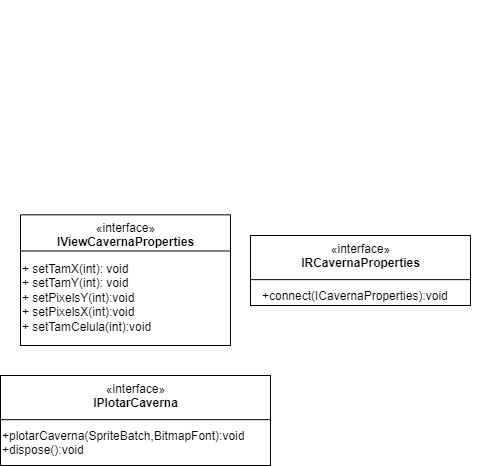 «interface»
IViewCavernaProperties
+ setTamX(int): void
+ setTamY(int): void
+ setPixelsY(int):void
+ setPixelsX(int):void
+ setTamCelula(int):void
«interface»
IRCavernaProperties
+connect(ICavernaProperties):void
«interface»
IPlotarCaverna
+plotarCaverna(SpriteBatch,BitmapFont):void
+dispose():void